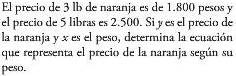 El precio de 3 lb de naranja es de 1.800 pesos y
el precio de 5 libras es 2.500. Si y es el precio de
la naranja y x es el peso, determina la ecuación
que representa el precio de la naranja según su
peso.